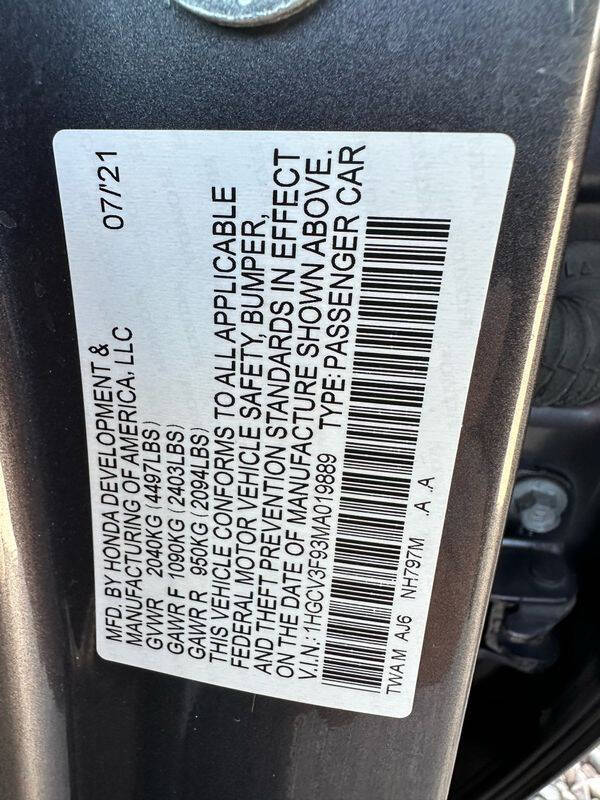 MFD. BY HONDA DEVELOPMENT & 07/'21
MANUFACTURING OF AMERICA, LLC
GVWR 2040KG (4497LBS)
GAWR F 1090KG (2403LBS)
GAWR R 950KG (2094LBS)
THIS VEHICLE CONFORMS TO ALL APPLICABLE
FEDERAL MOTOR VEHICLE SAFETY, BUMPER,
AND THEFT PREVENTION STANDARDS IN EFFECT
ON THE DATE OF MANUFACTURE SHOWN ABOVE.
V.I.N.: 1HGCV3F93MA019889 TYPE: PASSENGER CAR
TWA M AJ6 NH797M .A .A